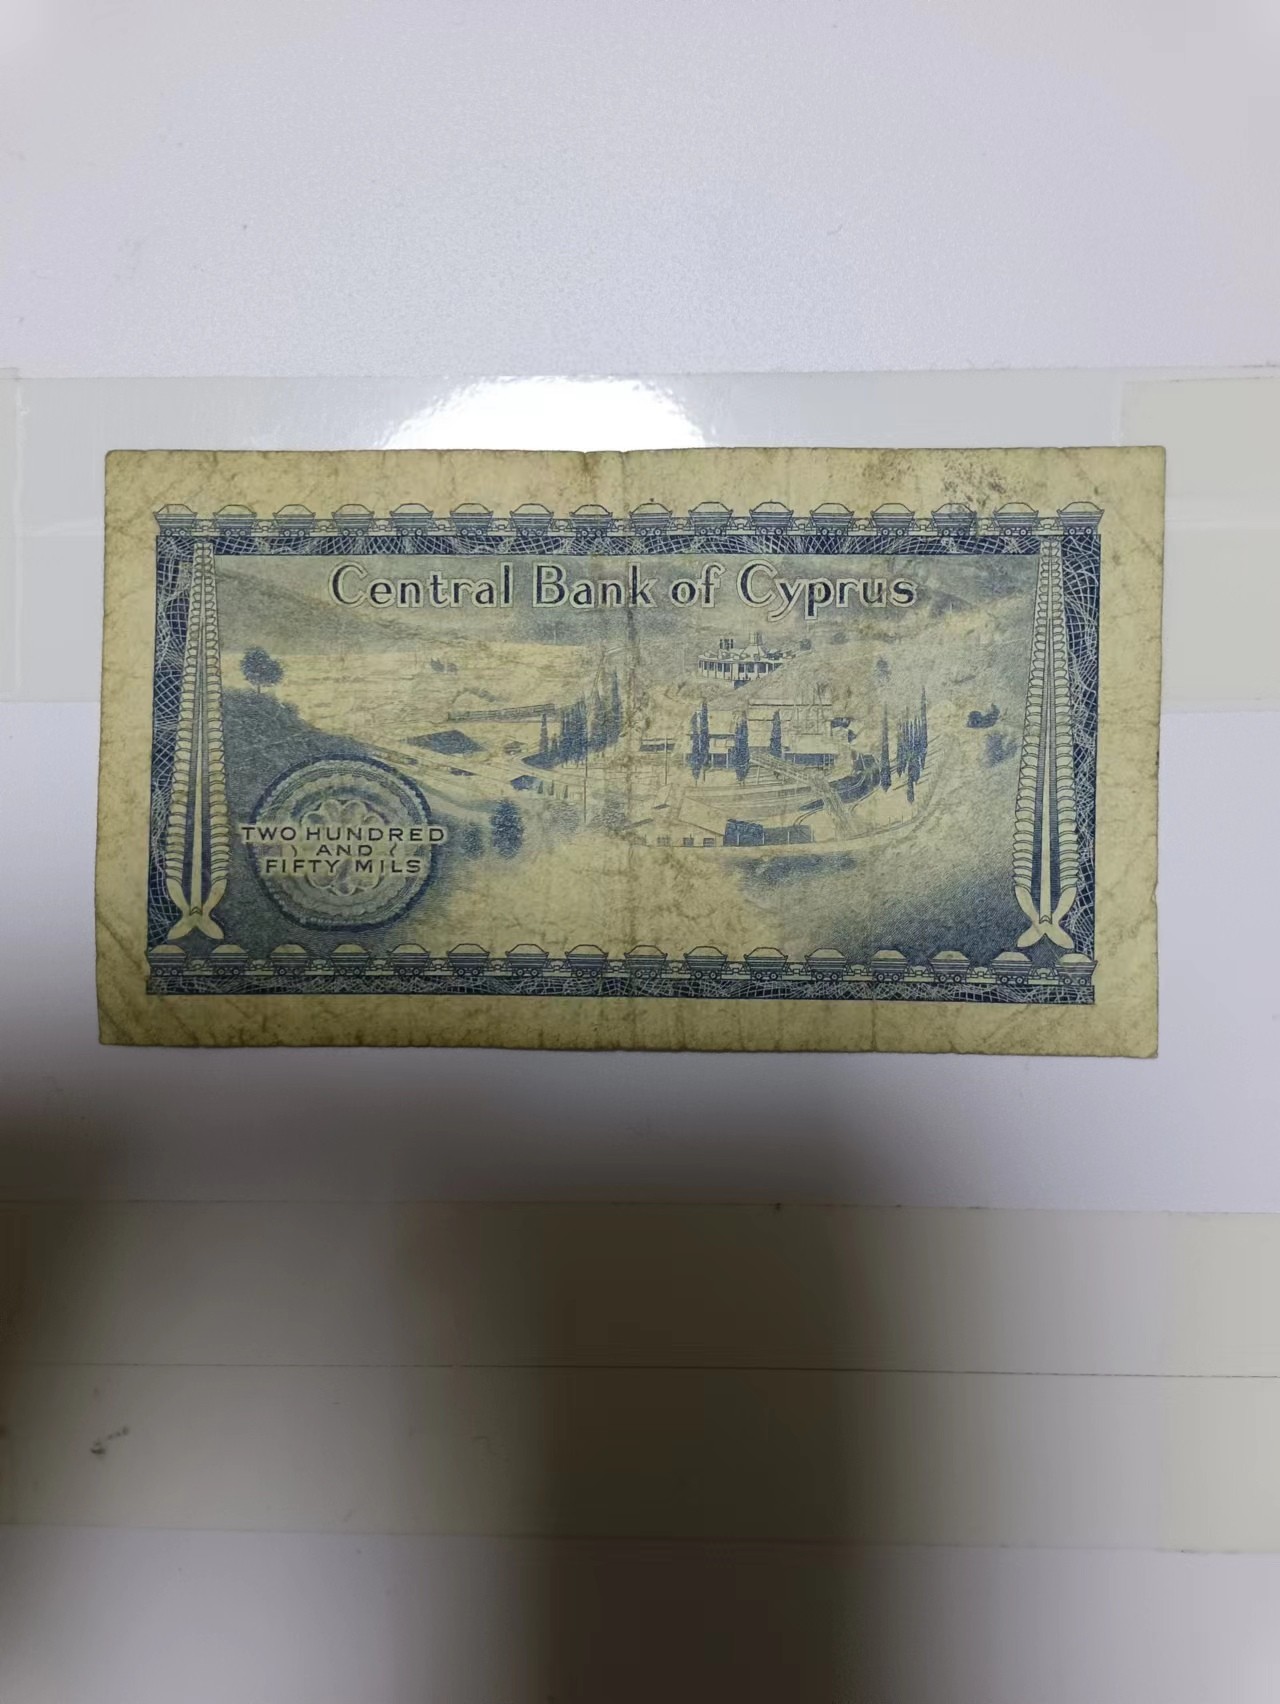 Central Bank of Cyprus
TWO HUNDRED
AND
FIFTY MILS